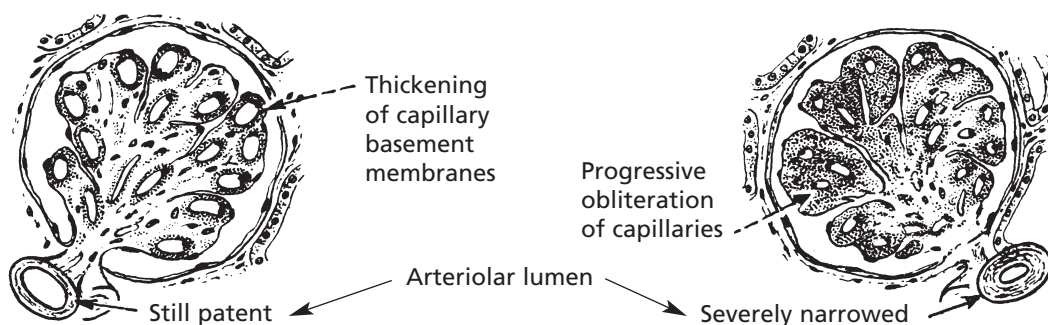 Thickening
of capillary
basement
membranes
Progressive
obliteration
of capillaries
Arteriolar lumen
Still patent
Severely narrowed